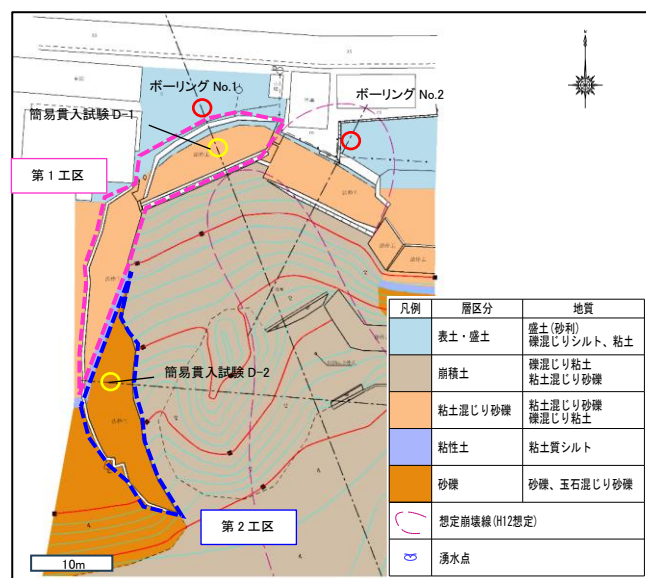 ボーリング No.1
ボーリング No.2
簡易貫入試験 D-1
第1工区
簡易貫入試験 D-2
第2工区
10m
凡例 層区分 地質
表土・盛土 盛土(砂利)
礫混じりシルト、粘土
崩積土 礫混じり粘土
粘土混じり砂礫
粘土混じり砂礫 粘土混じり砂礫
礫混じり粘土
粘性土 粘土質シルト
砂礫 砂礫、玉石混じり砂礫
想定崩壊線(H12想定)
湧水点